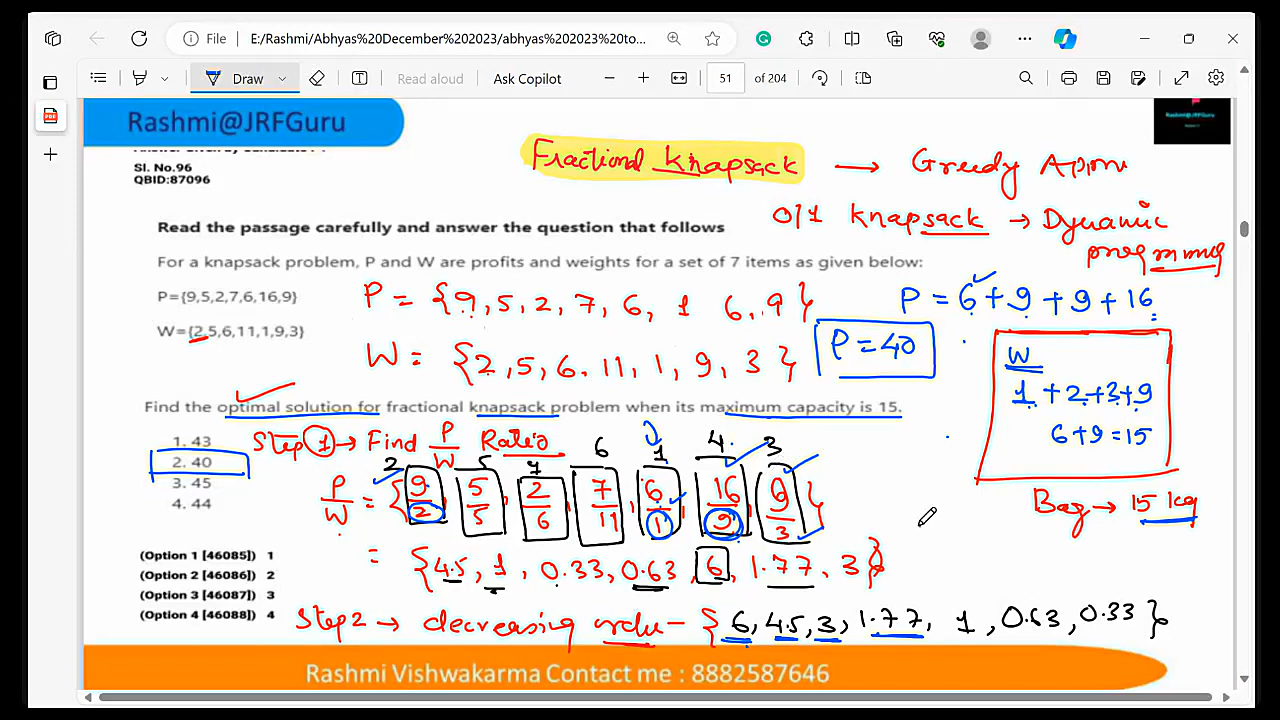 File E:/Rashmi/Abhyas%20December%202023/abhyas%202023%20to...
Draw Read aloud Ask Copilot 51 of 204
Rashmi@JRFGuru
Sl. No.96
QBID:87096
Fractional Knapsack → Greedy
0/1 Knapsack → Dynamic
Read the passage carefully and answer the question that follows
For a knapsack problem, P and W are profits and weights for a set of 7 items as given below:
P={9,5,2,7,6,16,9}
P = {9, 5, 2, 7, 6, 1 6, 9}
P = 6 + 9 + 9 + 16
W={2,5,6,11,1,9,3}
W = {2, 5, 6, 11, 1, 9, 3}
P = 40
W
1 + 2 + 3 + 9
6 + 9 = 15
Bag → 15 kg
Find the optimal solution for fractional knapsack problem when its maximum capacity is 15.
1. 43
2. 40
3. 45
4. 44
Step 1 → Find P/W Ratio
2 5 6 1 4 3
P/W = {9/2, 5/5, 2/6, 7/11, 6/1, 16/9, 9/3}
= {4.5, 1, 0.33, 0.63, 6, 1.77, 3}
(Option 1 [46085]) 1
(Option 2 [46086]) 2
(Option 3 [46087]) 3
(Option 4 [46088]) 4
Step 2 → decreasing - {6, 4.5, 3, 1.77, 1, 0.63, 0.33}
Rashmi Vishwakarma Contact me : 8882587646